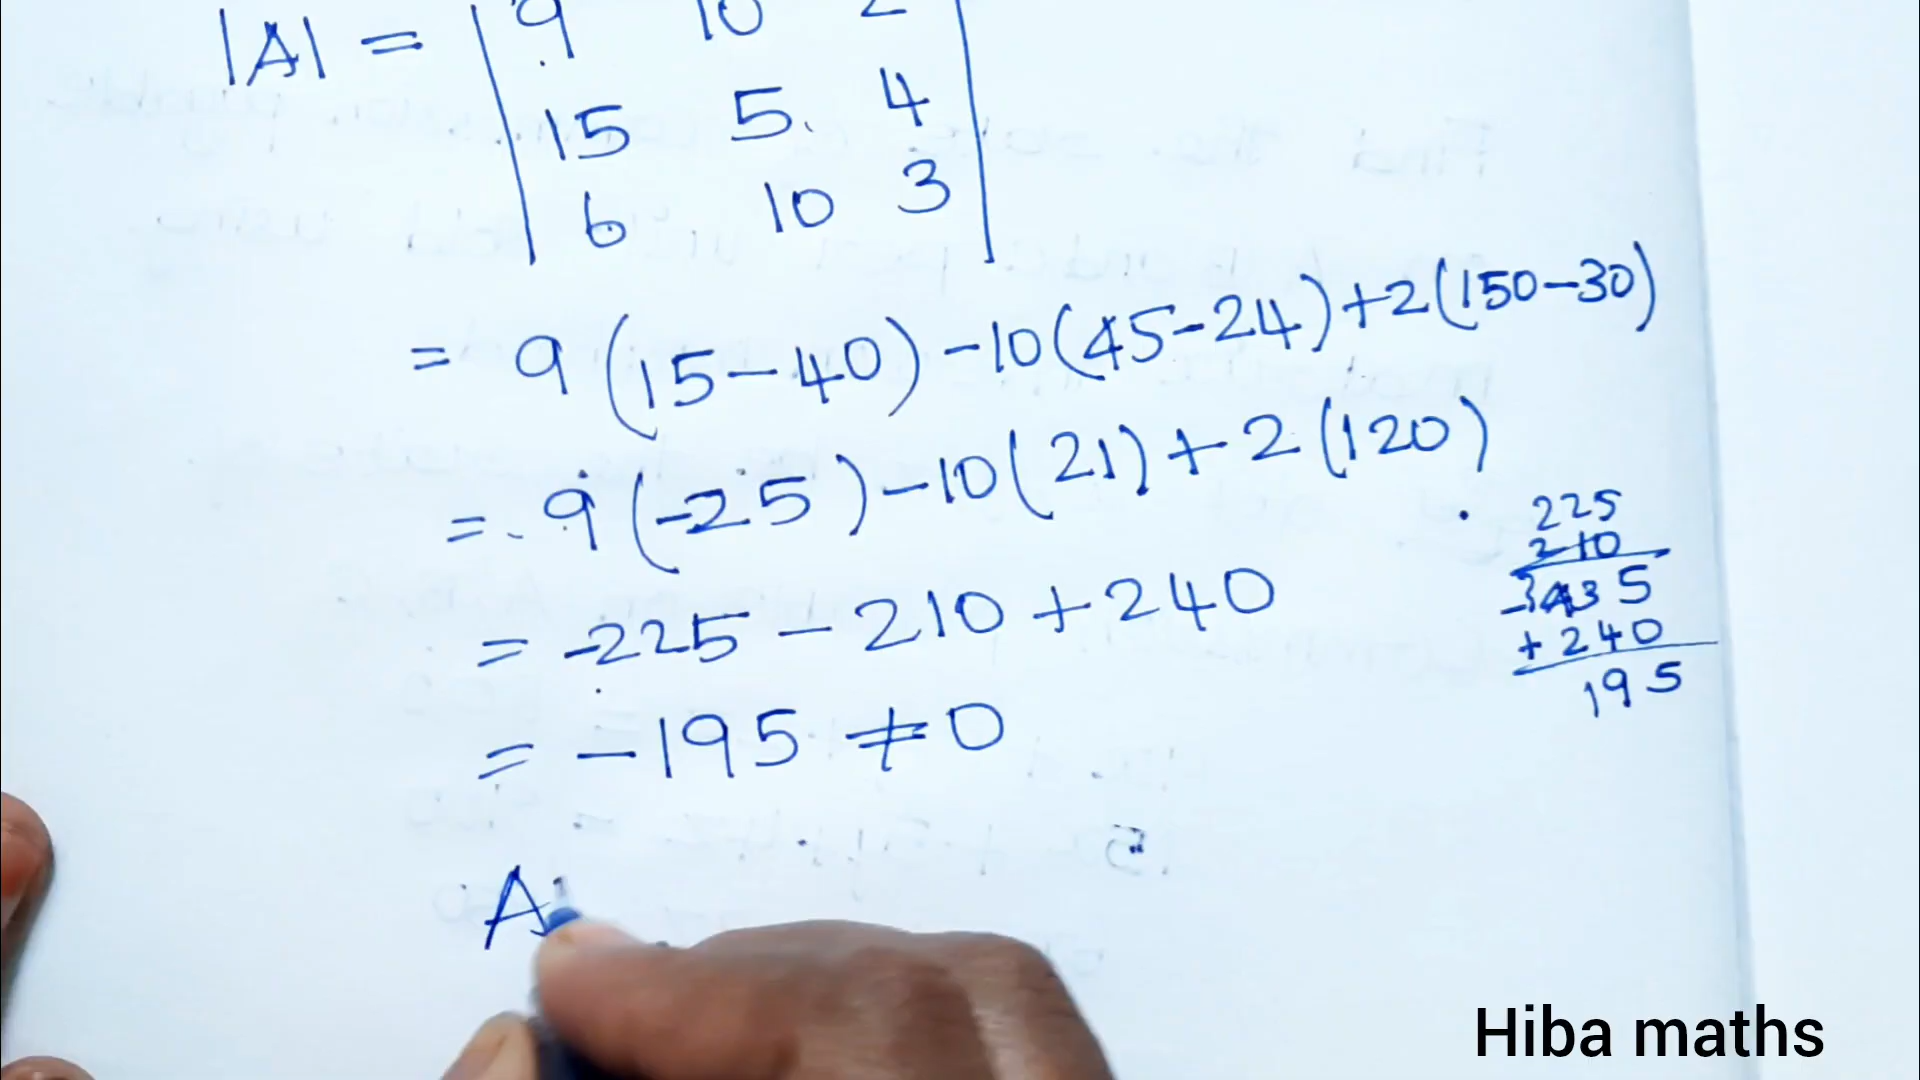 |A| = | 9 10 2 |
| 15 5 4 |
| 6 10 3 |
= 9 (15 - 40) - 10 (45 - 24) + 2 (150 - 30)
= 9 (-25) - 10 (21) + 2 (120)
= -225 - 210 + 240
= -195 ≠ 0
A
225
210
435
+ 240
195
Hiba maths